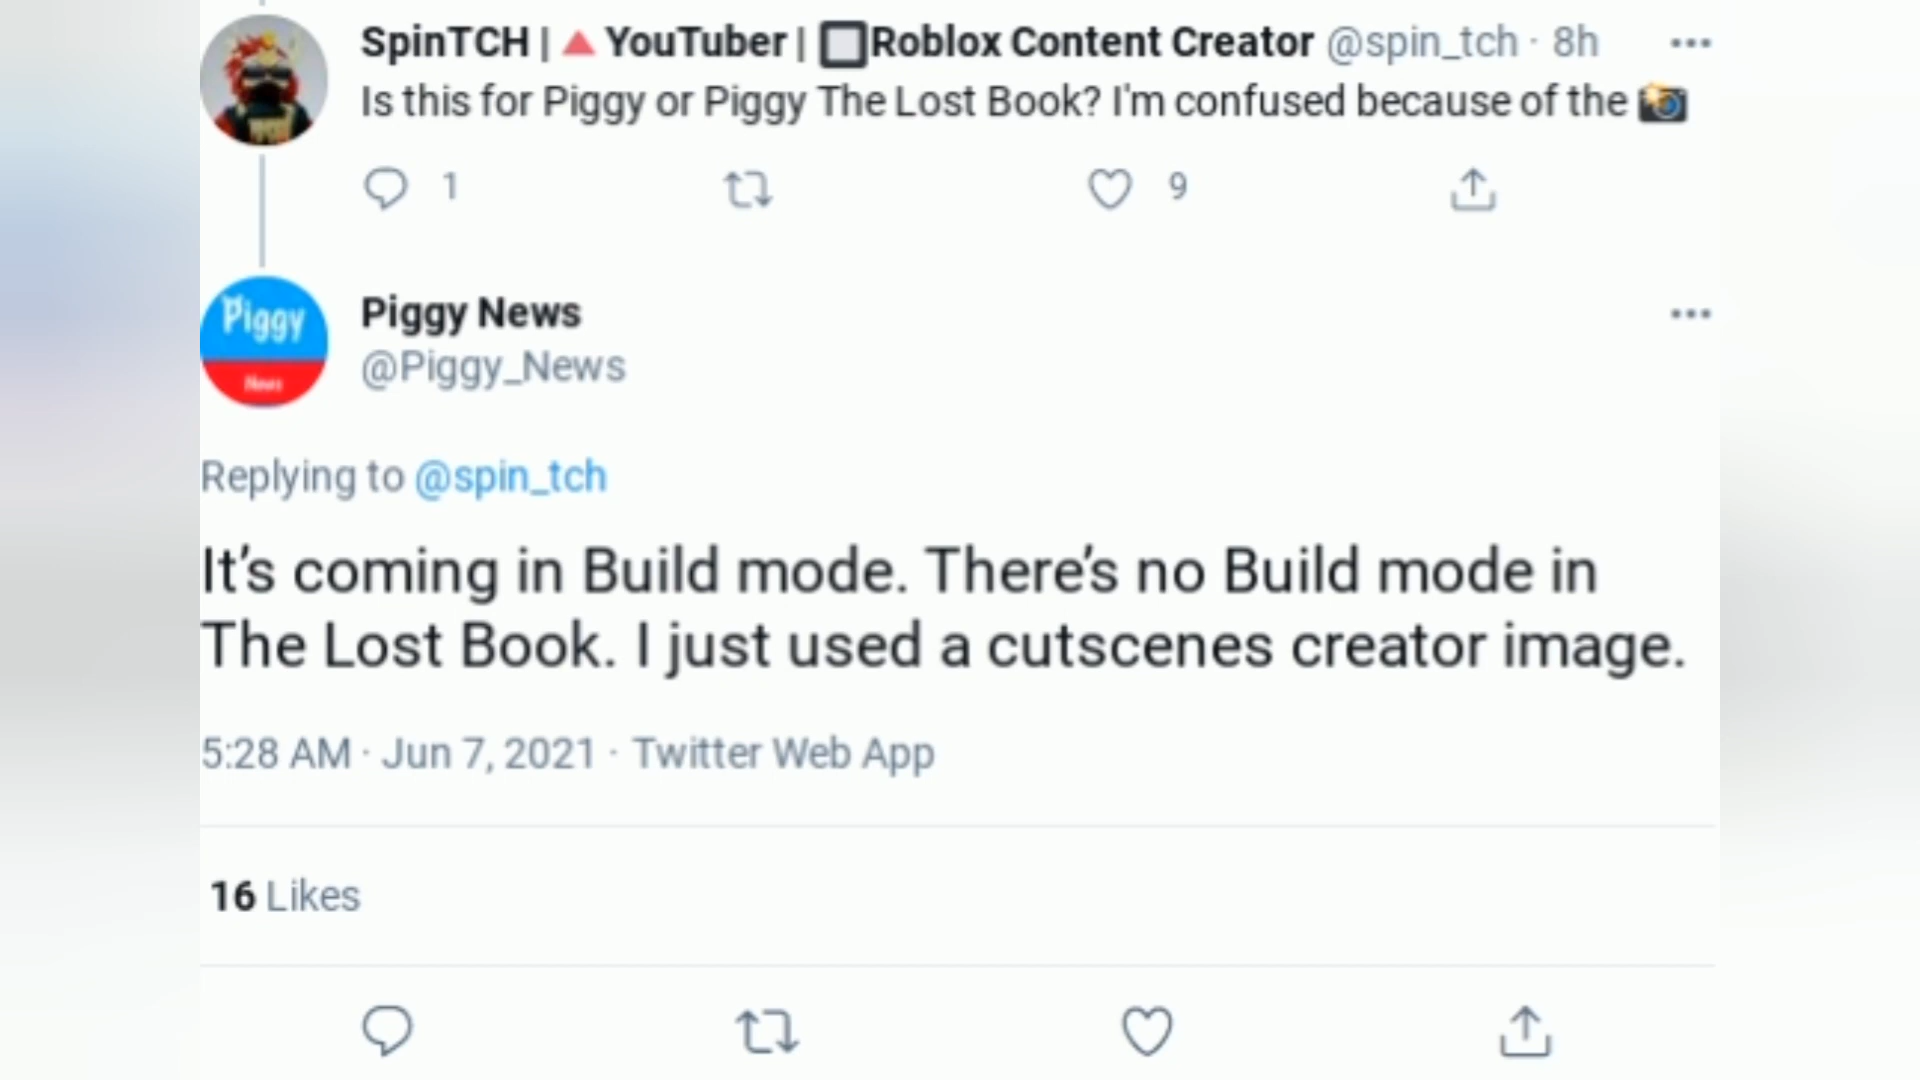 SpinTCH | 🔺 YouTuber | 🔲Roblox Content Creator @spin_tch · 8h
Is this for Piggy or Piggy The Lost Book? I'm confused because of the 📸
1 9
Piggy
News
Piggy News
@Piggy_News
Replying to @spin_tch
It’s coming in Build mode. There’s no Build mode in
The Lost Book. I just used a cutscenes creator image.
5:28 AM · Jun 7, 2021 · Twitter Web App
16 Likes